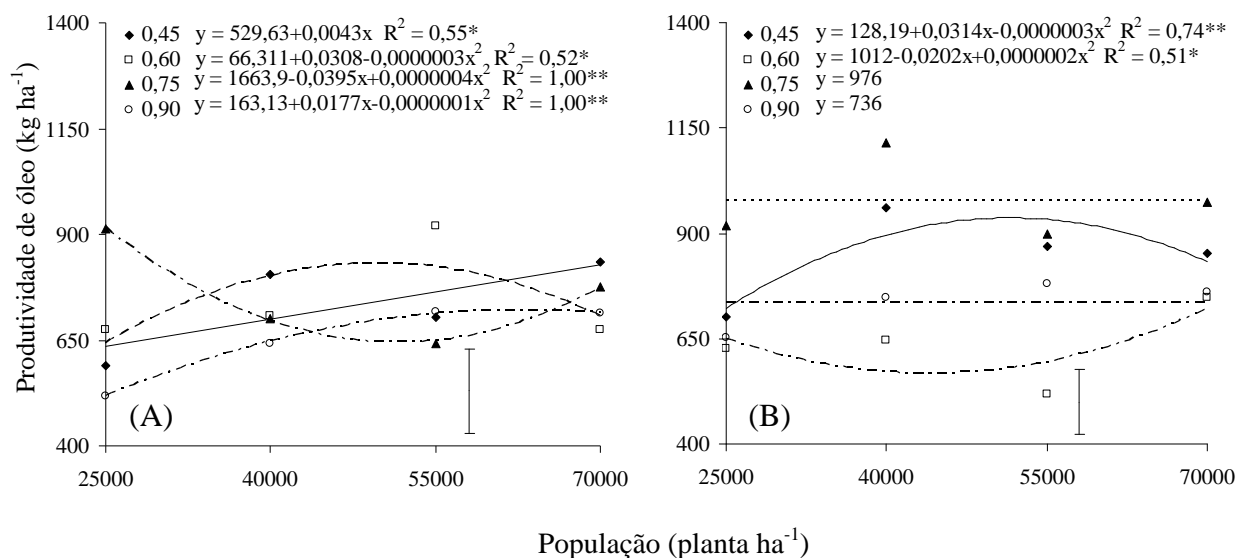 Produtividade de óleo (kg ha⁻¹)
1400
1150
900
650
400
0,45 y = 529,63+0,0043x R² = 0,55*
0,60 y = 66,311+0,0308-0,0000003x² R² = 0,52*
0,75 y = 1663,9-0,0395x+0,0000004x² R² = 1,00**
0,90 y = 163,13+0,0177x-0,0000001x² R² = 1,00**
(A)
25000 40000 55000 70000
1400
1150
900
650
400
0,45 y = 128,19+0,0314x-0,0000003x² R² = 0,74**
0,60 y = 1012-0,0202x+0,0000002x² R² = 0,51*
0,75 y = 976
0,90 y = 736
(B)
25000 40000 55000 70000
População (planta ha⁻¹)